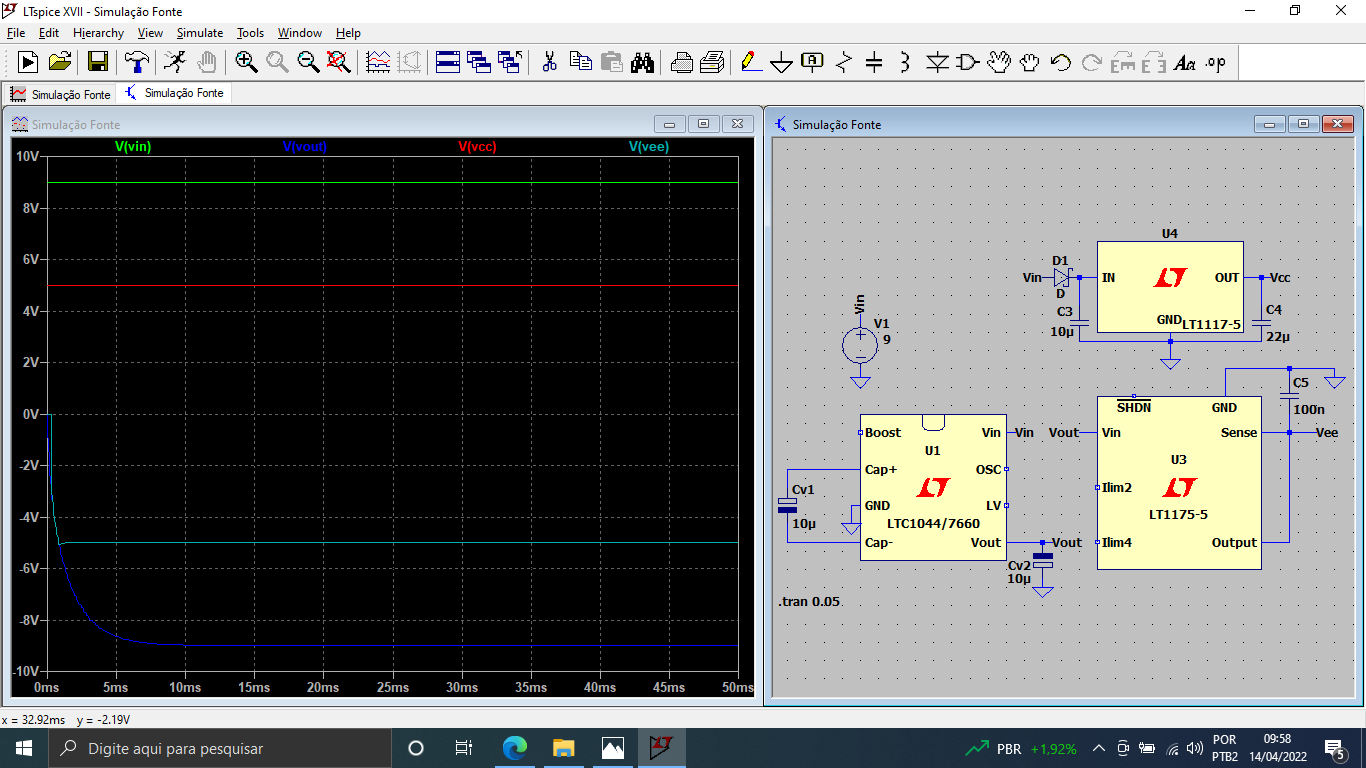 LTspice XVII - Simulação Fonte
File Edit Hierarchy View Simulate Tools Window Help
Simulação Fonte
Simulação Fonte
Simulação Fonte
V(vin) V(vout) V(vcc) V(vee)
10V
8V
6V
4V
2V
0V
-2V
-4V
-6V
-8V
-10V
0ms 5ms 10ms 15ms 20ms 25ms 30ms 35ms 40ms 45ms 50ms
Simulação Fonte
Vin
V1
9
Vin
D1
D
C3
10µ
U4
IN
OUT
GND
LT1117-5
Vcc
C4
22µ
Boost
Vin
Vin
U1
Cap+
OSC
GND
LV
LTC1044/7660
Cap-
Vout
Vout
Cv1
10µ
Cv2
10µ
.tran 0.05
SHDN
GND
Vout
Vin
Sense
Vee
U3
Ilim2
LT1175-5
Ilim4
Output
C5
100n
x = 32.92ms y = -2.19V
Digite aqui para pesquisar
PBR +1,92%
POR
PTB2
09:58
14/04/2022
5